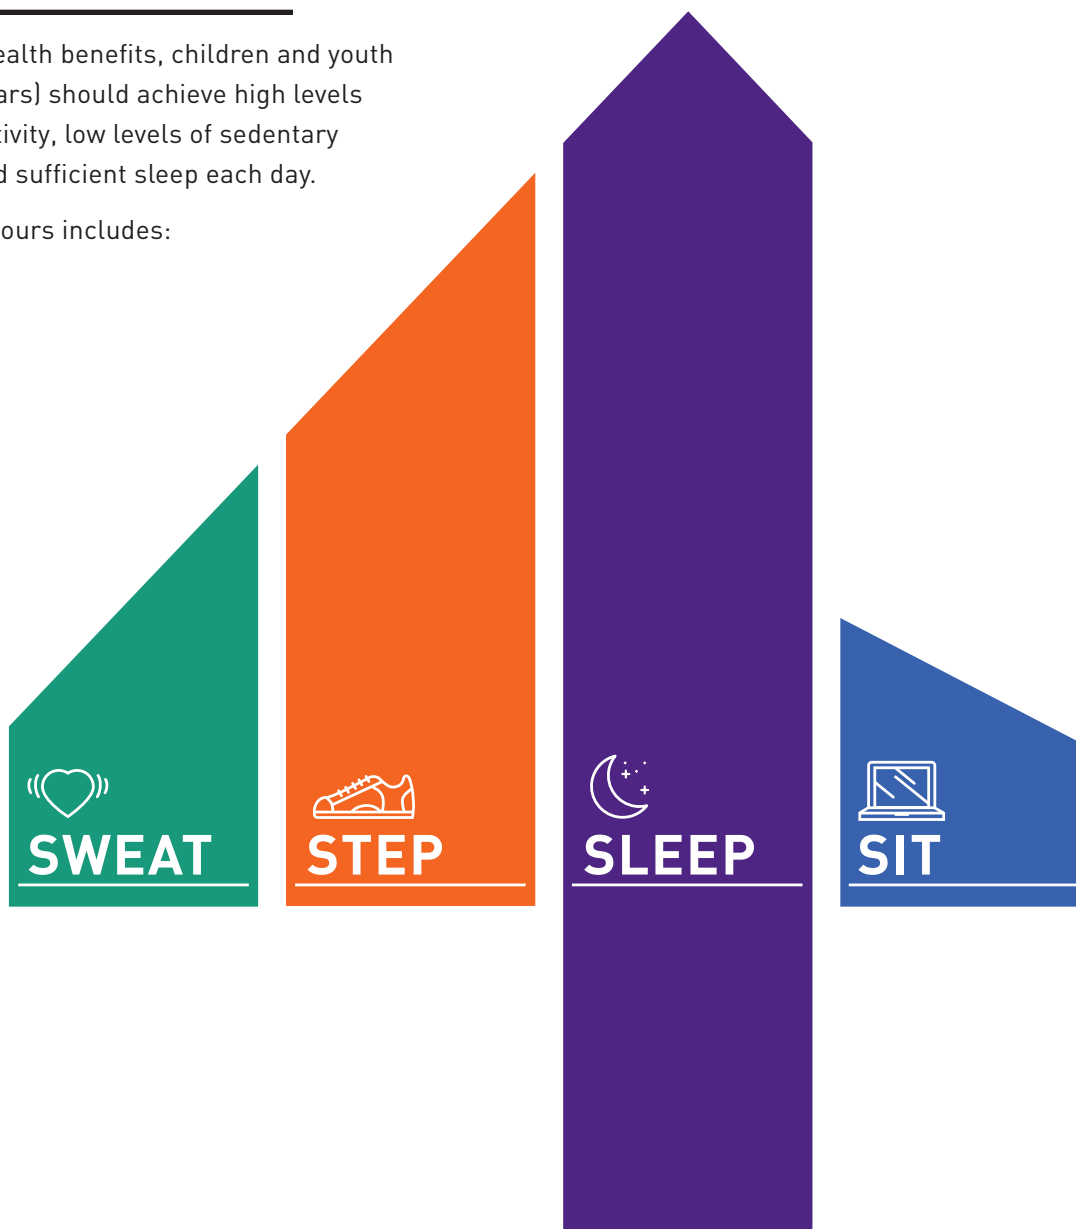 ealth benefits, children and youth
ars) should achieve high levels
tivity, low levels of sedentary
d sufficient sleep each day.
ours includes:
SWEAT
STEP
SLEEP
SIT